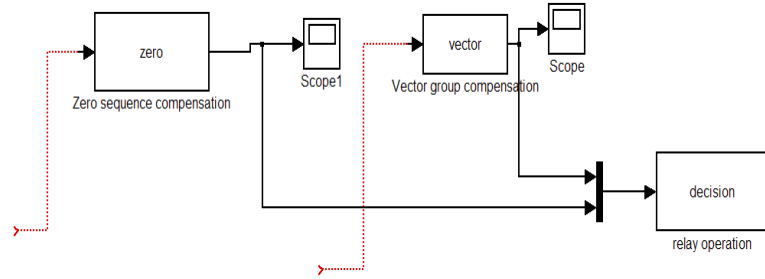 zero
Zero sequence compensation
Scope1
vector
Vector group compensation
Scope
decision
relay operation